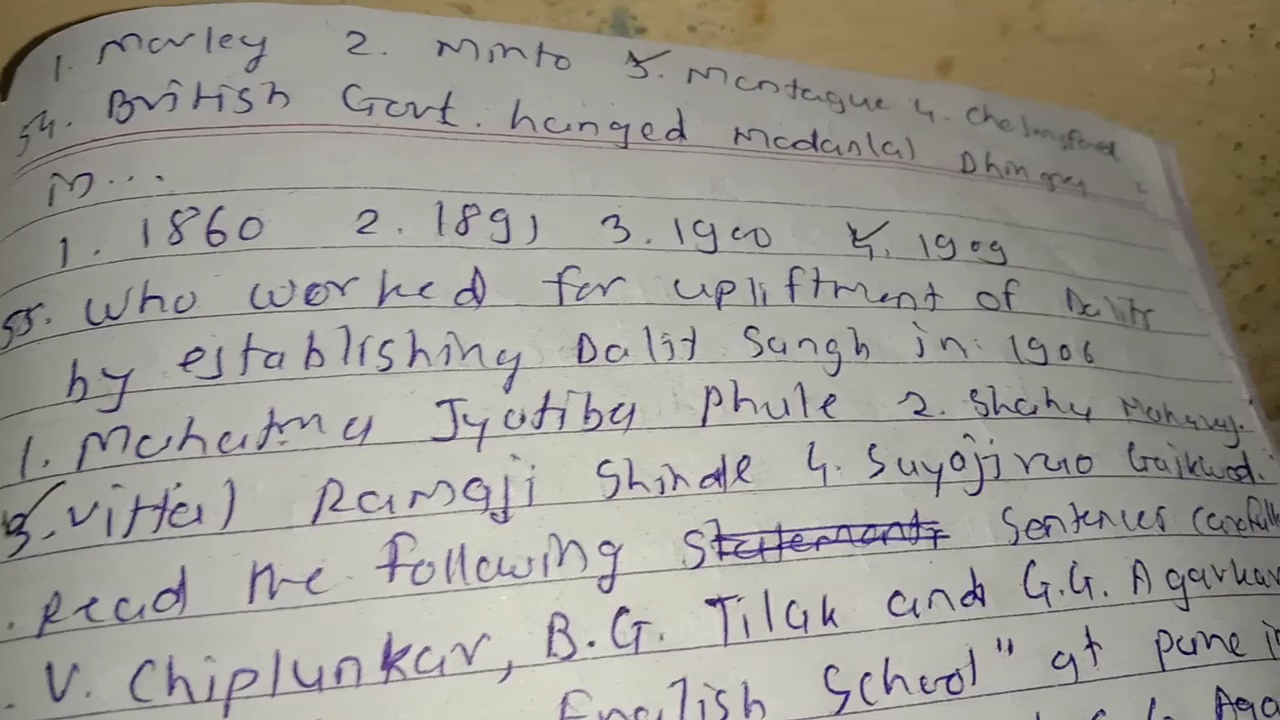 1. Marley 2. Minto 3. Montague 4. Chelmsford
54. British Govt. hanged Madanlal Dhingra
in...
1. 1860 2. 1891 3. 1900 4. 1909
55. Who worked for upliftment of Dalits
by establishing Dalit Sangh in 1906
1. Mahatma Jyotiba Phule 2. Shahu Maharaj.
3. Vittal Ramaji Shinde 4. Sayajirao Gaikwad.
. Read the following Sentences carefull
. V. Chiplunkar, B.G. Tilak and G.G. Agarkar
English School" at pune i